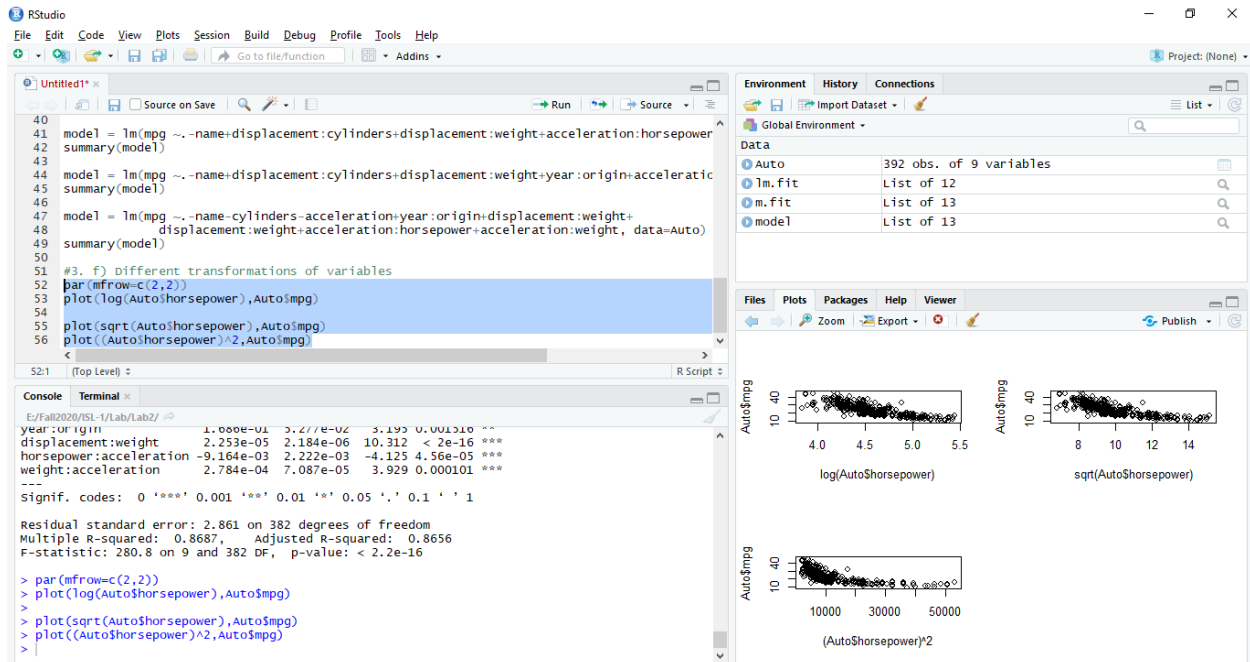 RStudio
File Edit Code View Plots Session Build Debug Profile Tools Help
Go to file/function Addins Project: (None)
Untitled1*
Source on Save Run Source
40
41 model = lm(mpg ~.-name+displacement:cylinders+displacement:weight+acceleration:horsepower
42 summary(model)
43
44 model = lm(mpg ~.-name+displacement:cylinders+displacement:weight+year:origin+acceleratio
45 summary(model)
46
47 model = lm(mpg ~.-name-cylinders-acceleration+year:origin+displacement:weight+
48 displacement:weight+acceleration:horsepower+acceleration:weight, data=Auto)
49 summary(model)
50
51 #3. f) Different transformations of variables
52 par(mfrow=c(2,2))
53 plot(log(Auto$horsepower),Auto$mpg)
54
55 plot(sqrt(Auto$horsepower),Auto$mpg)
56 plot((Auto$horsepower)^2,Auto$mpg)
52:1 (Top Level) R Script
Console Terminal
E:/Fall2020/ISL-1/Lab/Lab2/
year:origin 1.686e-01 5.277e-02 3.195 0.001516 **
displacement:weight 2.253e-05 2.184e-06 10.312 < 2e-16 ***
horsepower:acceleration -9.164e-03 2.222e-03 -4.125 4.56e-05 ***
weight:acceleration 2.784e-04 7.087e-05 3.929 0.000101 ***
---
Signif. codes: 0 ‘***’ 0.001 ‘**’ 0.01 ‘*’ 0.05 ‘.’ 0.1 ‘ ’ 1
Residual standard error: 2.861 on 382 degrees of freedom
Multiple R-squared: 0.8687, Adjusted R-squared: 0.8656
F-statistic: 280.8 on 9 and 382 DF, p-value: < 2.2e-16
> par(mfrow=c(2,2))
> plot(log(Auto$horsepower),Auto$mpg)
>
> plot(sqrt(Auto$horsepower),Auto$mpg)
> plot((Auto$horsepower)^2,Auto$mpg)
>
Environment History Connections
Import Dataset List
Global Environment
Data
Auto 392 obs. of 9 variables
lm.fit List of 12
m.fit List of 13
model List of 13
Files Plots Packages Help Viewer
Zoom Export Publish
Auto$mpg
10 40
4.0 4.5 5.0 5.5
log(Auto$horsepower)
Auto$mpg
10 40
8 10 12 14
sqrt(Auto$horsepower)
Auto$mpg
10 40
10000 30000 50000
(Auto$horsepower)^2